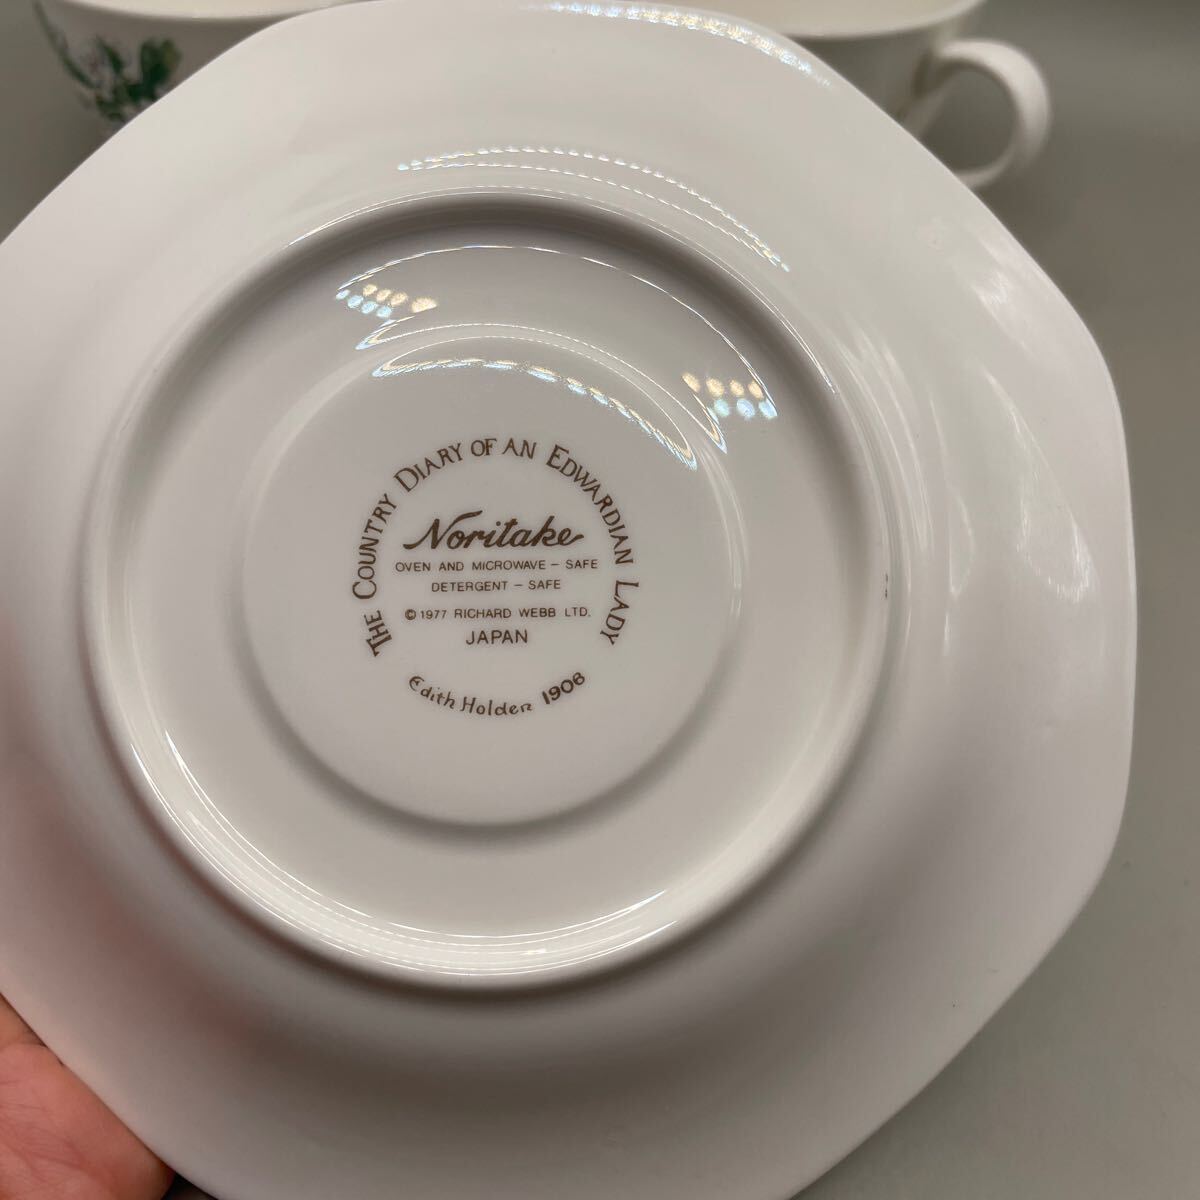 THE COUNTRY DIARY OF AN EDWARDIAN LADY
Noritake
OVEN AND MICROWAVE – SAFE
DETERGENT – SAFE
© 1977 RICHARD WEBB LTD.
JAPAN
Edith Holden 1906